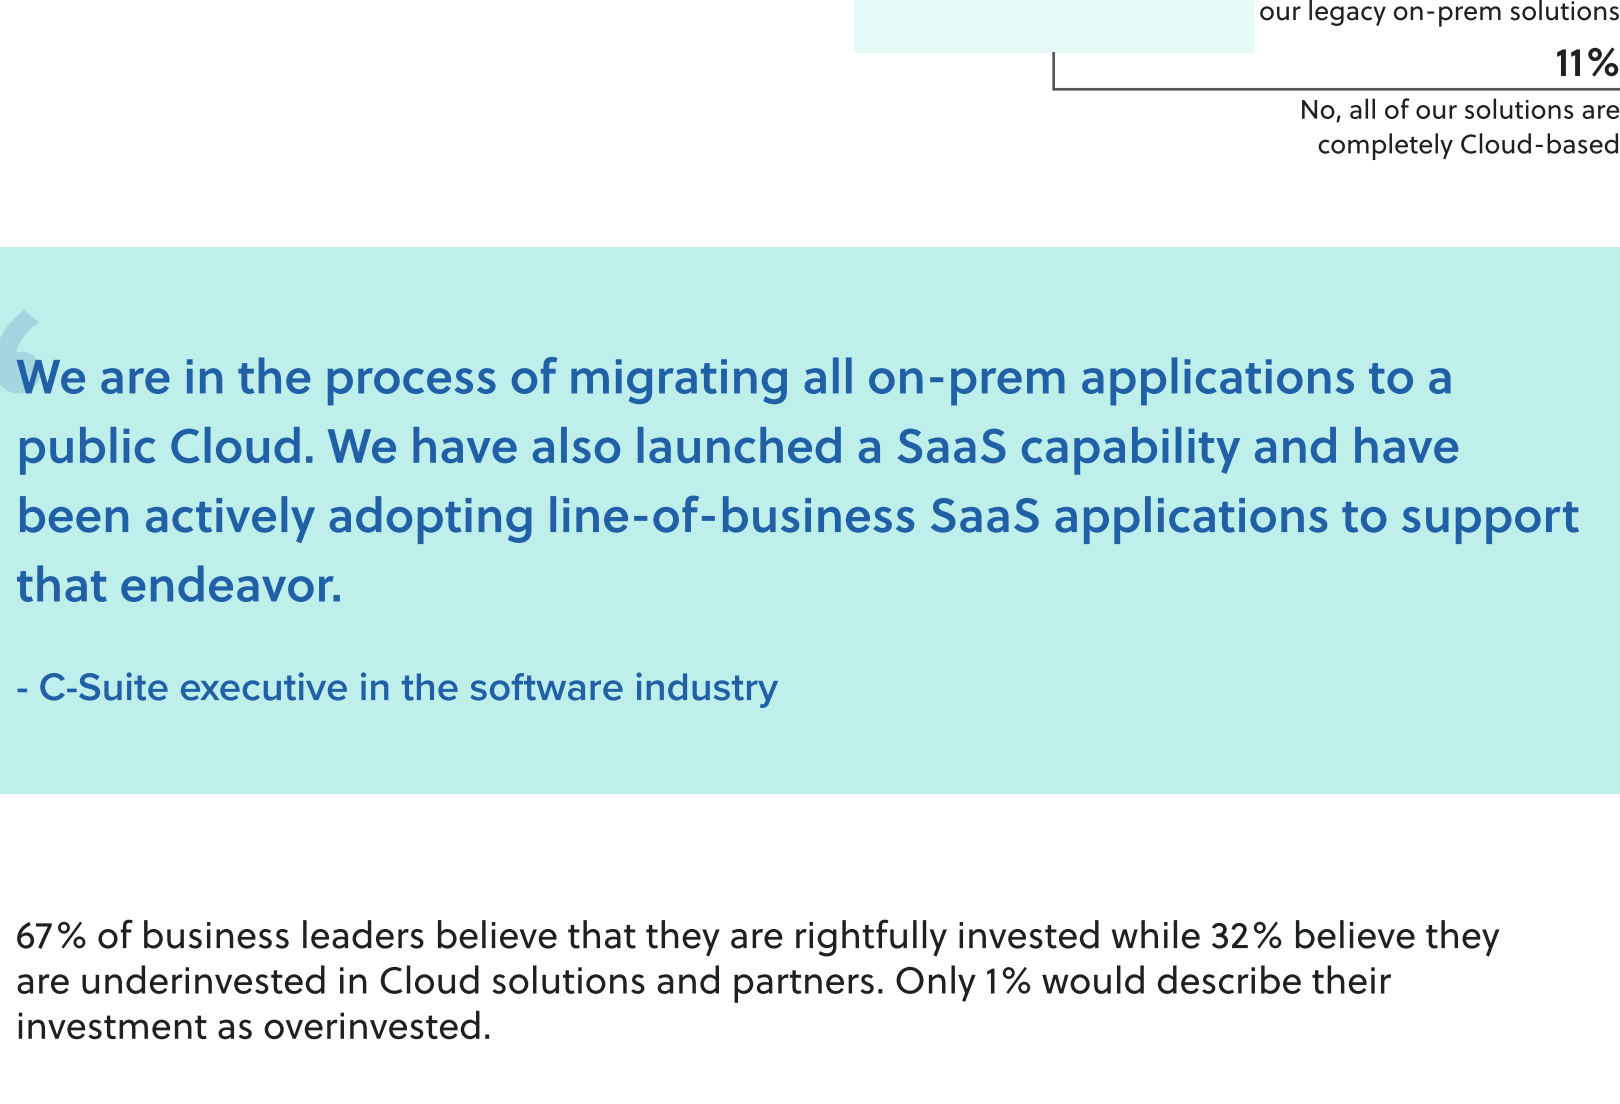 our legacy on-prem solutions
11%
No, all of our solutions are
completely Cloud-based
‘
We are in the process of migrating all on-prem applications to a
public Cloud. We have also launched a SaaS capability and have
been actively adopting line-of-business SaaS applications to support
that endeavor.
- C-Suite executive in the software industry
67% of business leaders believe that they are rightfully invested while 32% believe they
are underinvested in Cloud solutions and partners. Only 1% would describe their
investment as overinvested.